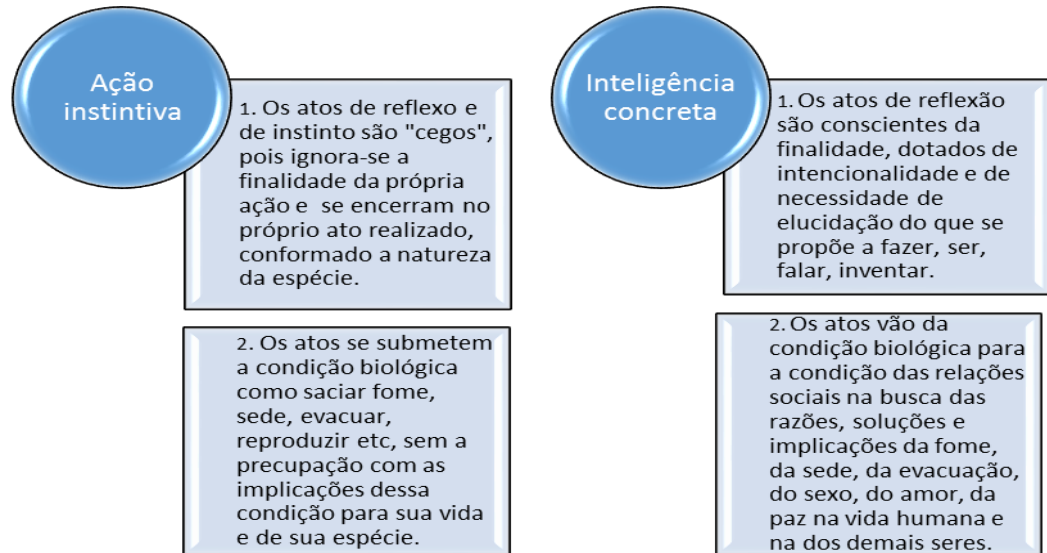 Ação
instintiva
1. Os atos de reflexo e
de instinto são "cegos",
pois ignora-se a
finalidade da própria
ação e se encerram no
próprio ato realizado,
conformado a natureza
da espécie.
2. Os atos se submetem
a condição biológica
como saciar fome,
sede, evacuar,
reproduzir etc, sem a
precupação com as
implicações dessa
condição para sua vida
e de sua espécie.
Inteligência
concreta
1. Os atos de reflexão
são conscientes da
finalidade, dotados de
intencionalidade e de
necessidade de
elucidação do que se
propõe a fazer, ser,
falar, inventar.
2. Os atos vão da
condição biológica para
a condição das relações
sociais na busca das
razões, soluções e
implicações da fome,
da sede, da evacuação,
do sexo, do amor, da
paz na vida humana e
na dos demais seres.